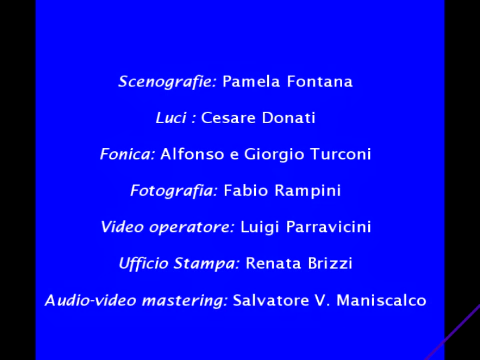 Scenografie: Pamela Fontana
Luci : Cesare Donati
Fonica: Alfonso e Giorgio Turconi
Fotografia: Fabio Rampini
Video operatore: Luigi Parravicini
Ufficio Stampa: Renata Brizzi
Audio-video mastering: Salvatore V. Maniscalco